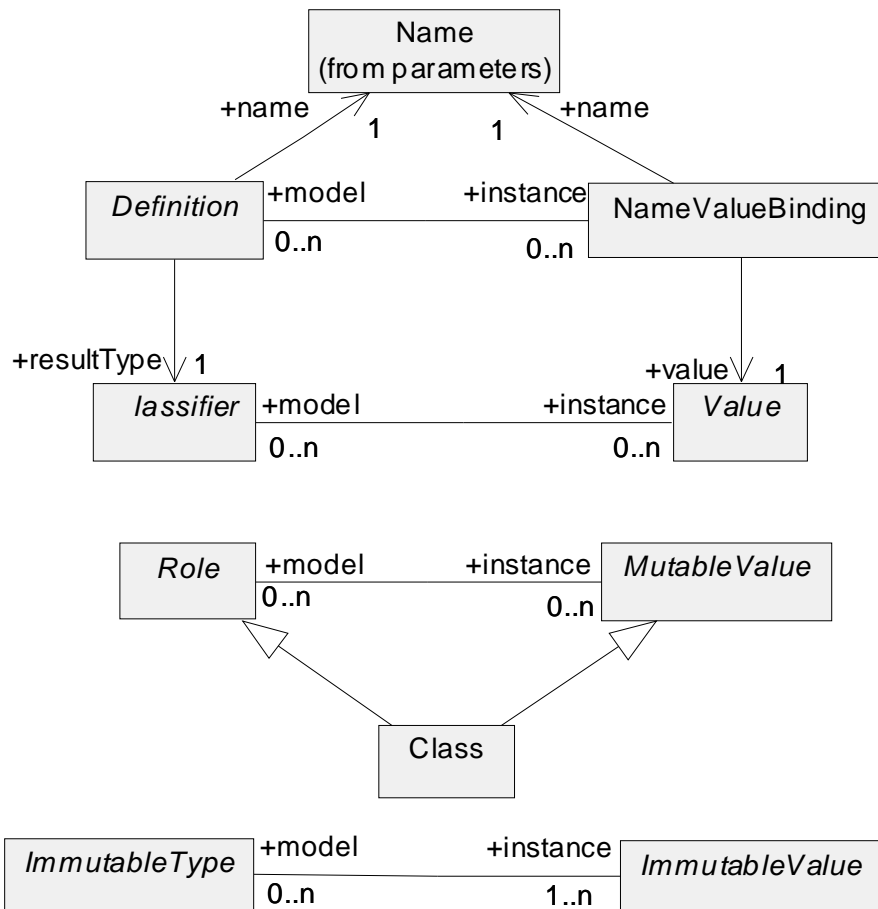 Name
(from parameters)
+name
+name
1
1
Definition
+model
+instance
NameValueBinding
0..n
0..n
+resultType
1
+value
1
lassifier
+model
+instance
Value
0..n
0..n
Role
+model
+instance
MutableValue
0..n
0..n
Class
ImmutableType
+model
+instance
ImmutableValue
0..n
1..n